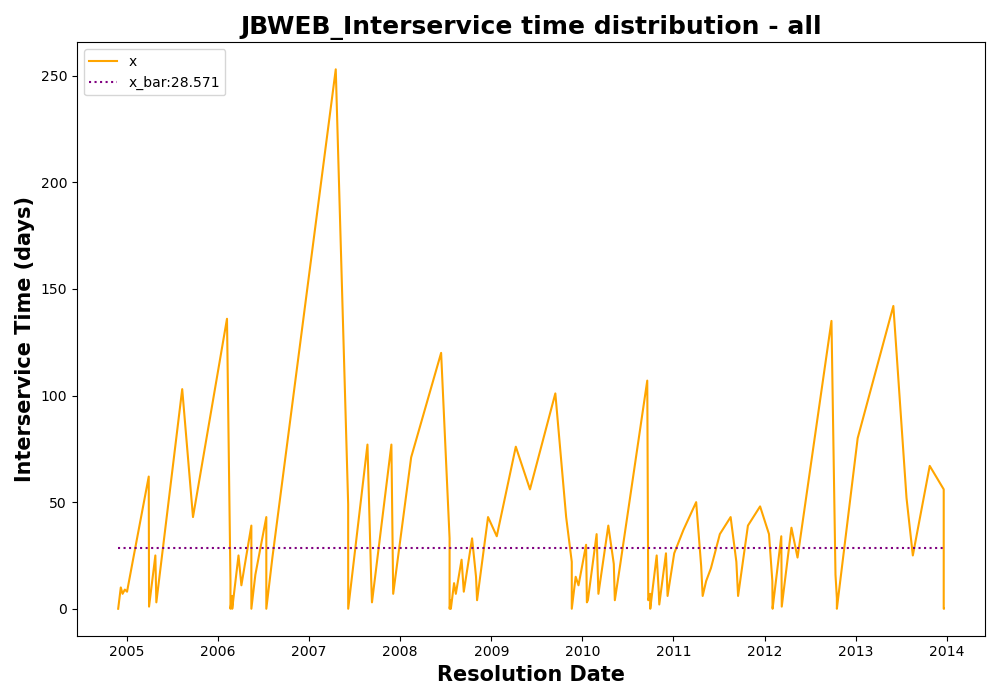 JBWEB_Interservice time distribution - all
x
x_bar:28.571
Interservice Time (days)
250
200
150
100
50
0
2005 2006 2007 2008 2009 2010 2011 2012 2013 2014
Resolution Date